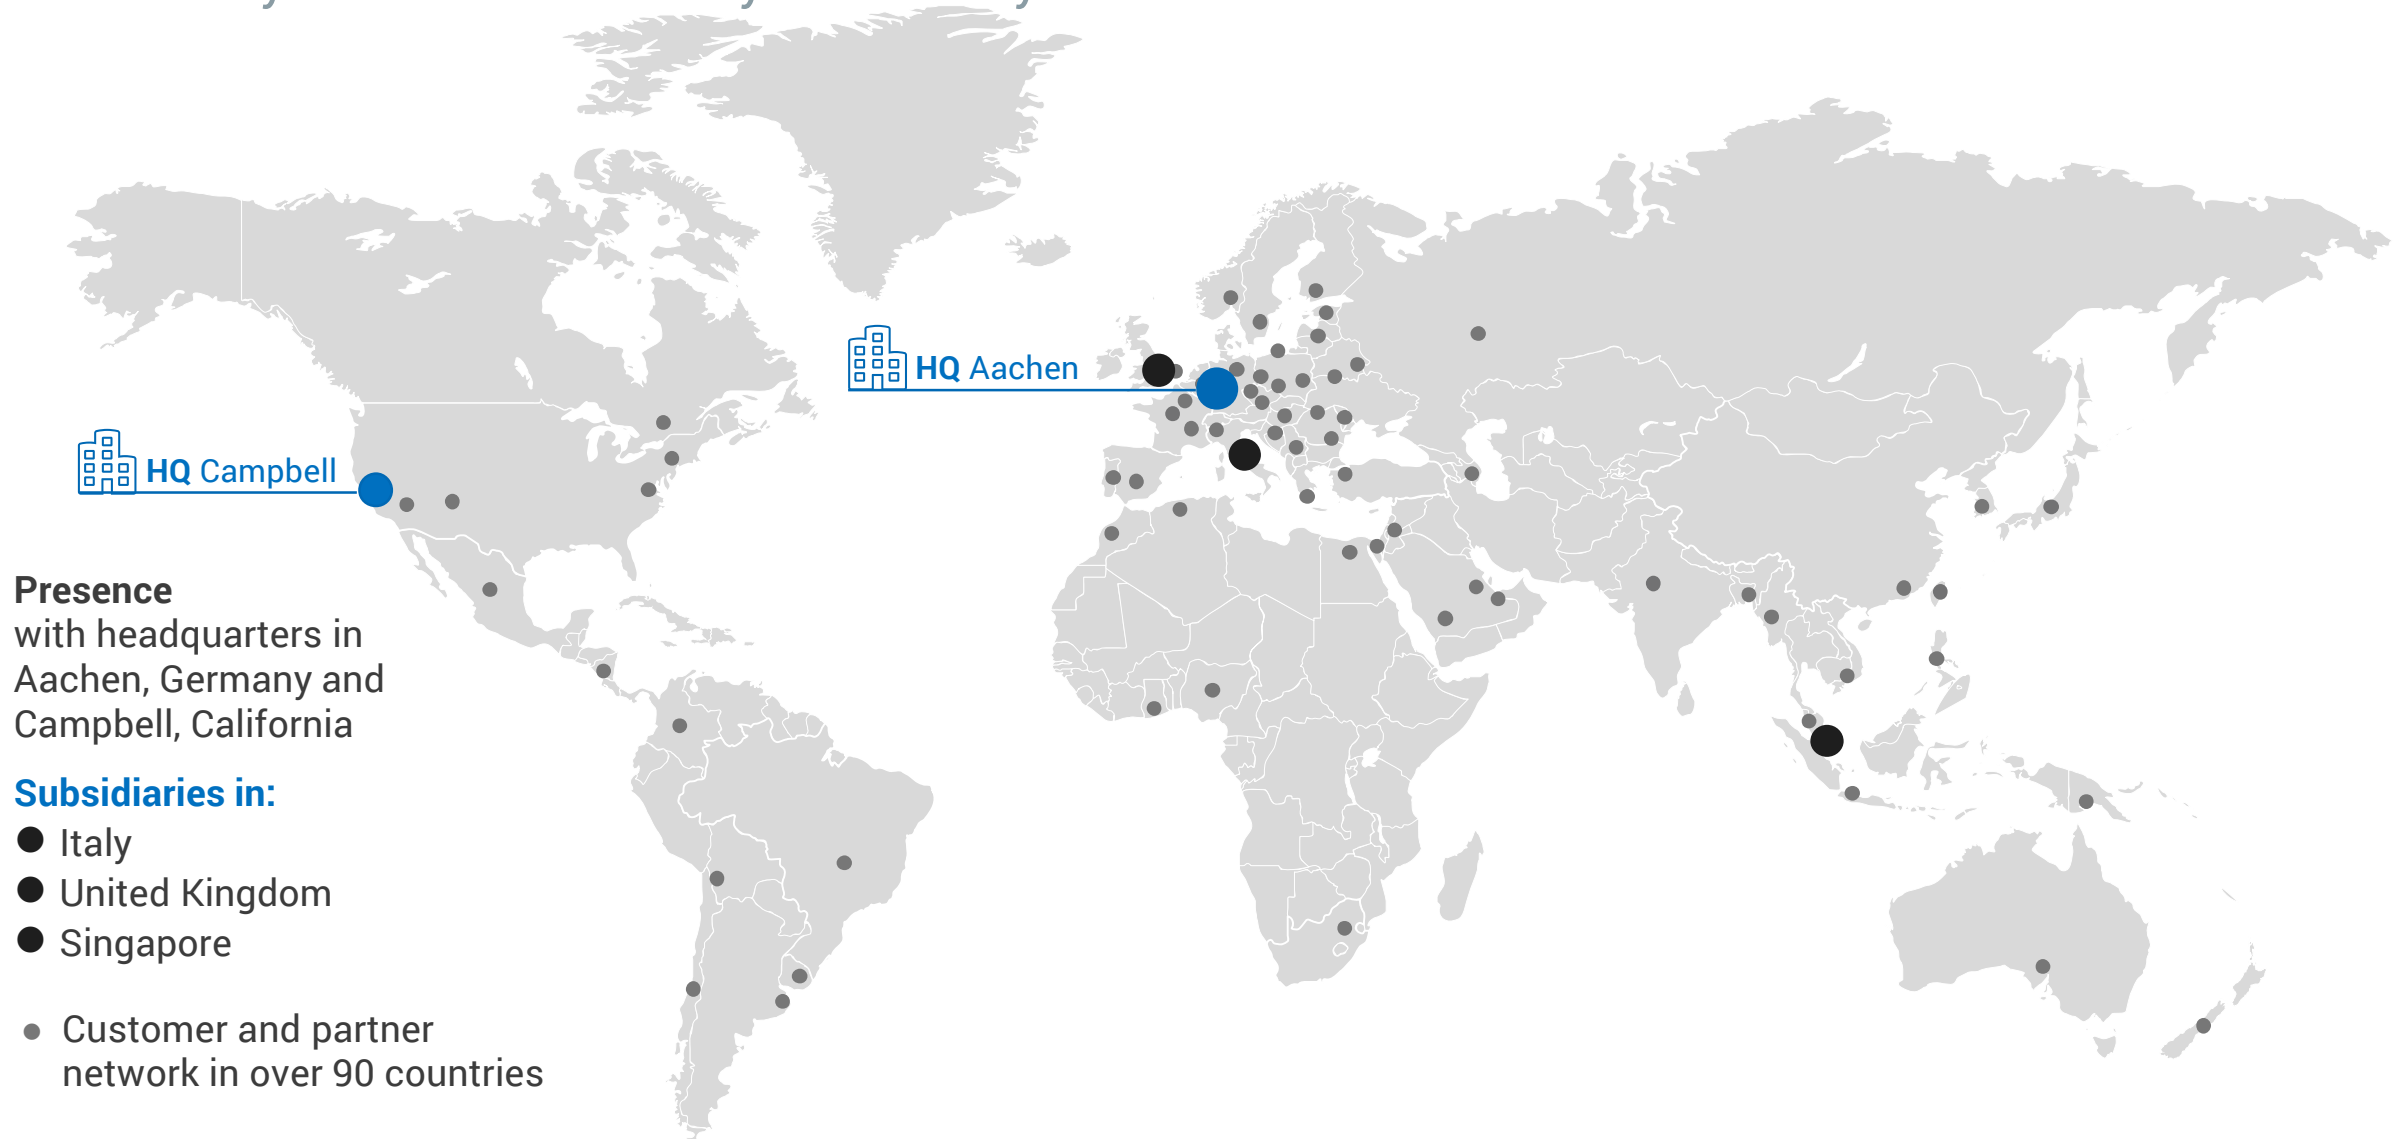 HQ Aachen
HQ Campbell
Presence
with headquarters in
Aachen, Germany and
Campbell, California
Subsidiaries in:
Italy
United Kingdom
Singapore
Customer and partner
network in over 90 countries